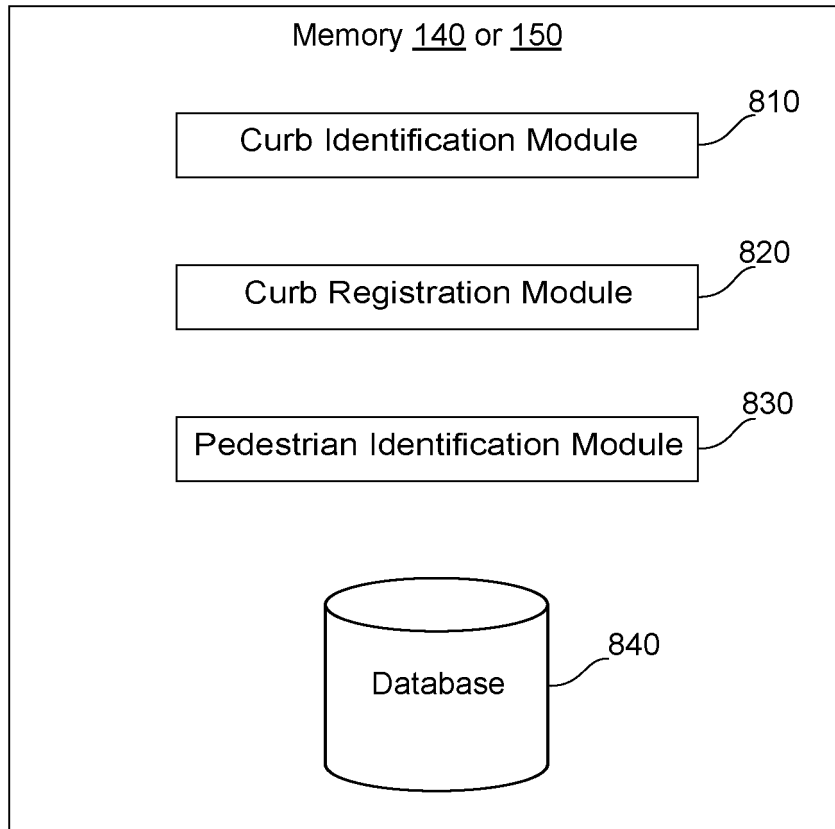 Memory 140 or 150
810
Curb Identification Module
820
Curb Registration Module
830
Pedestrian Identification Module
840
Database